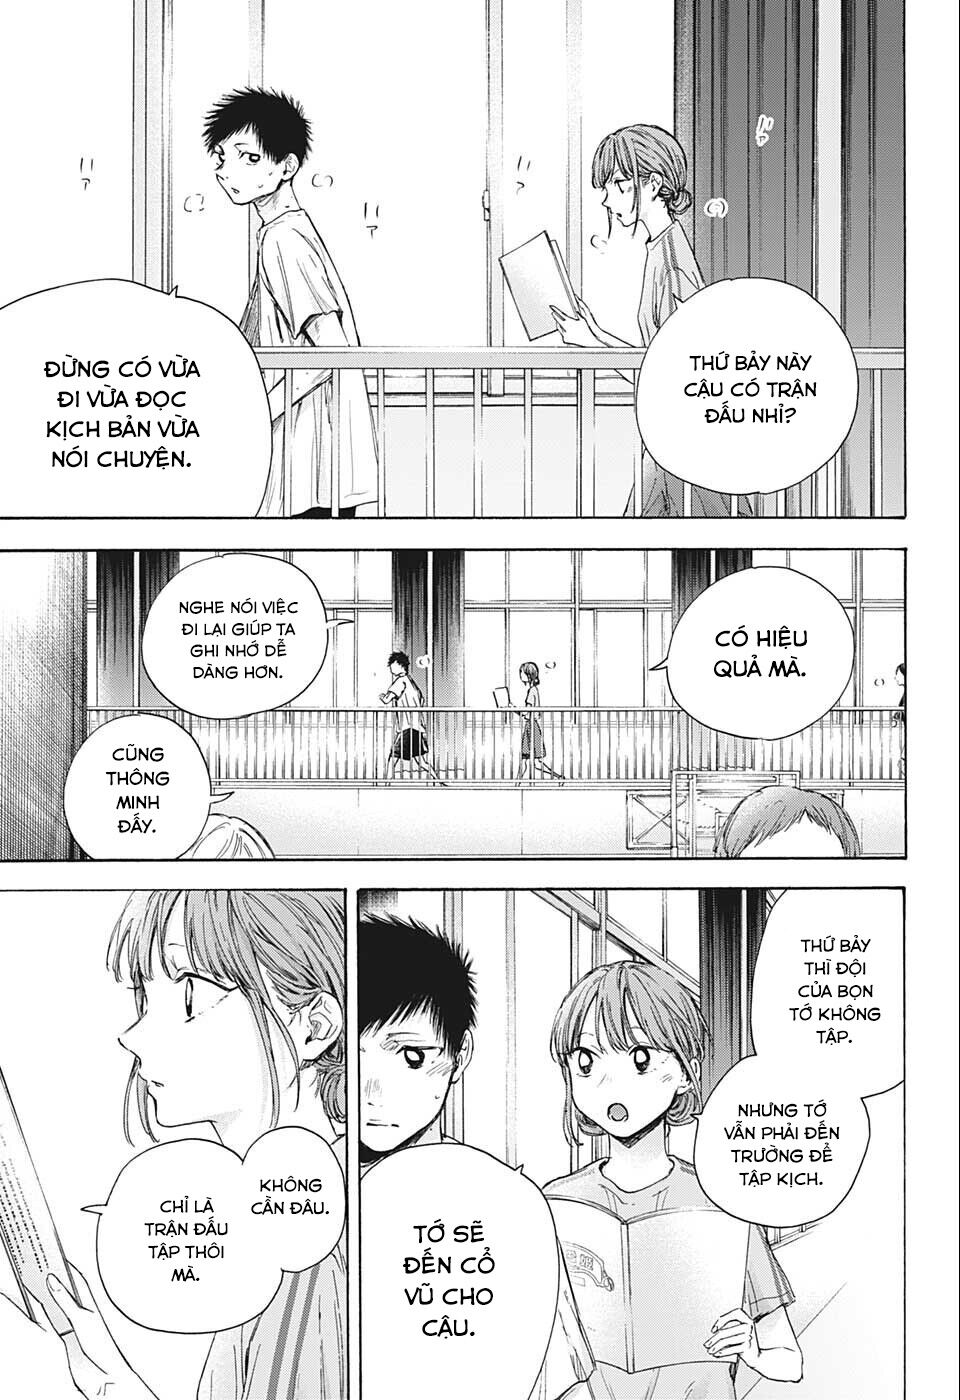 THỨ BẢY NÀY
CẬU CÓ TRẬN
ĐẤU NHỈ?
ĐỪNG CÓ VỪA
ĐI VỪA ĐỌC
KỊCH BẢN VỪA
NÓI CHUYỆN.
CÓ HIỆU
QUẢ MÀ.
NGHE NÓI VIỆC
ĐI LẠI GIÚP TA
GHI NHỚ DỄ
DÀNG HƠN.
CŨNG
THÔNG
MINH
ĐẤY.
THỨ BẢY
THÌ ĐỘI
CỦA BỌN
TỚ KHÔNG
TẬP.
NHƯNG TỚ
VẪN PHẢI ĐẾN
TRƯỜNG ĐỂ
TẬP KỊCH.
TỚ SẼ
ĐẾN CỔ
VŨ CHO
CẬU.
KHÔNG
CẦN ĐÂU.
CHỈ LÀ
TRẬN ĐẤU
TẬP THÔI
MÀ.